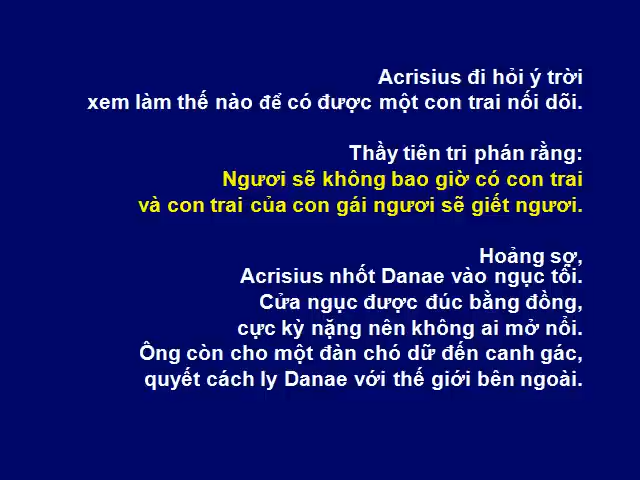 Acrisius đi hỏi ý trời
xem làm thế nào để có được một con trai nối dõi.
Thầy tiên tri phán rằng:
Ngươi sẽ không bao giờ có con trai
và con trai của con gái ngươi sẽ giết ngươi.
Hoảng sợ,
Acrisius nhốt Danae vào ngục tối.
Cửa ngục được đúc bằng đồng,
cực kỳ nặng nên không ai mở nổi.
Ông còn cho một đàn chó dữ đến canh gác,
quyết cách ly Danae với thế giới bên ngoài.